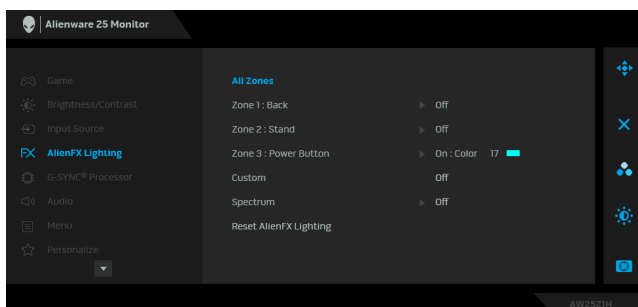 Alienware 25 Monitor
Game
Brightness/Contrast
Input Source
FX AlienFX Lighting
G-SYNC® Processor
Audio
Menu
Personalize
All Zones
Zone 1 : Back Off
Zone 2 : Stand Off
Zone 3 : Power Button On : Color 17
Custom Off
Spectrum Off
Reset AlienFX Lighting
AW2521H